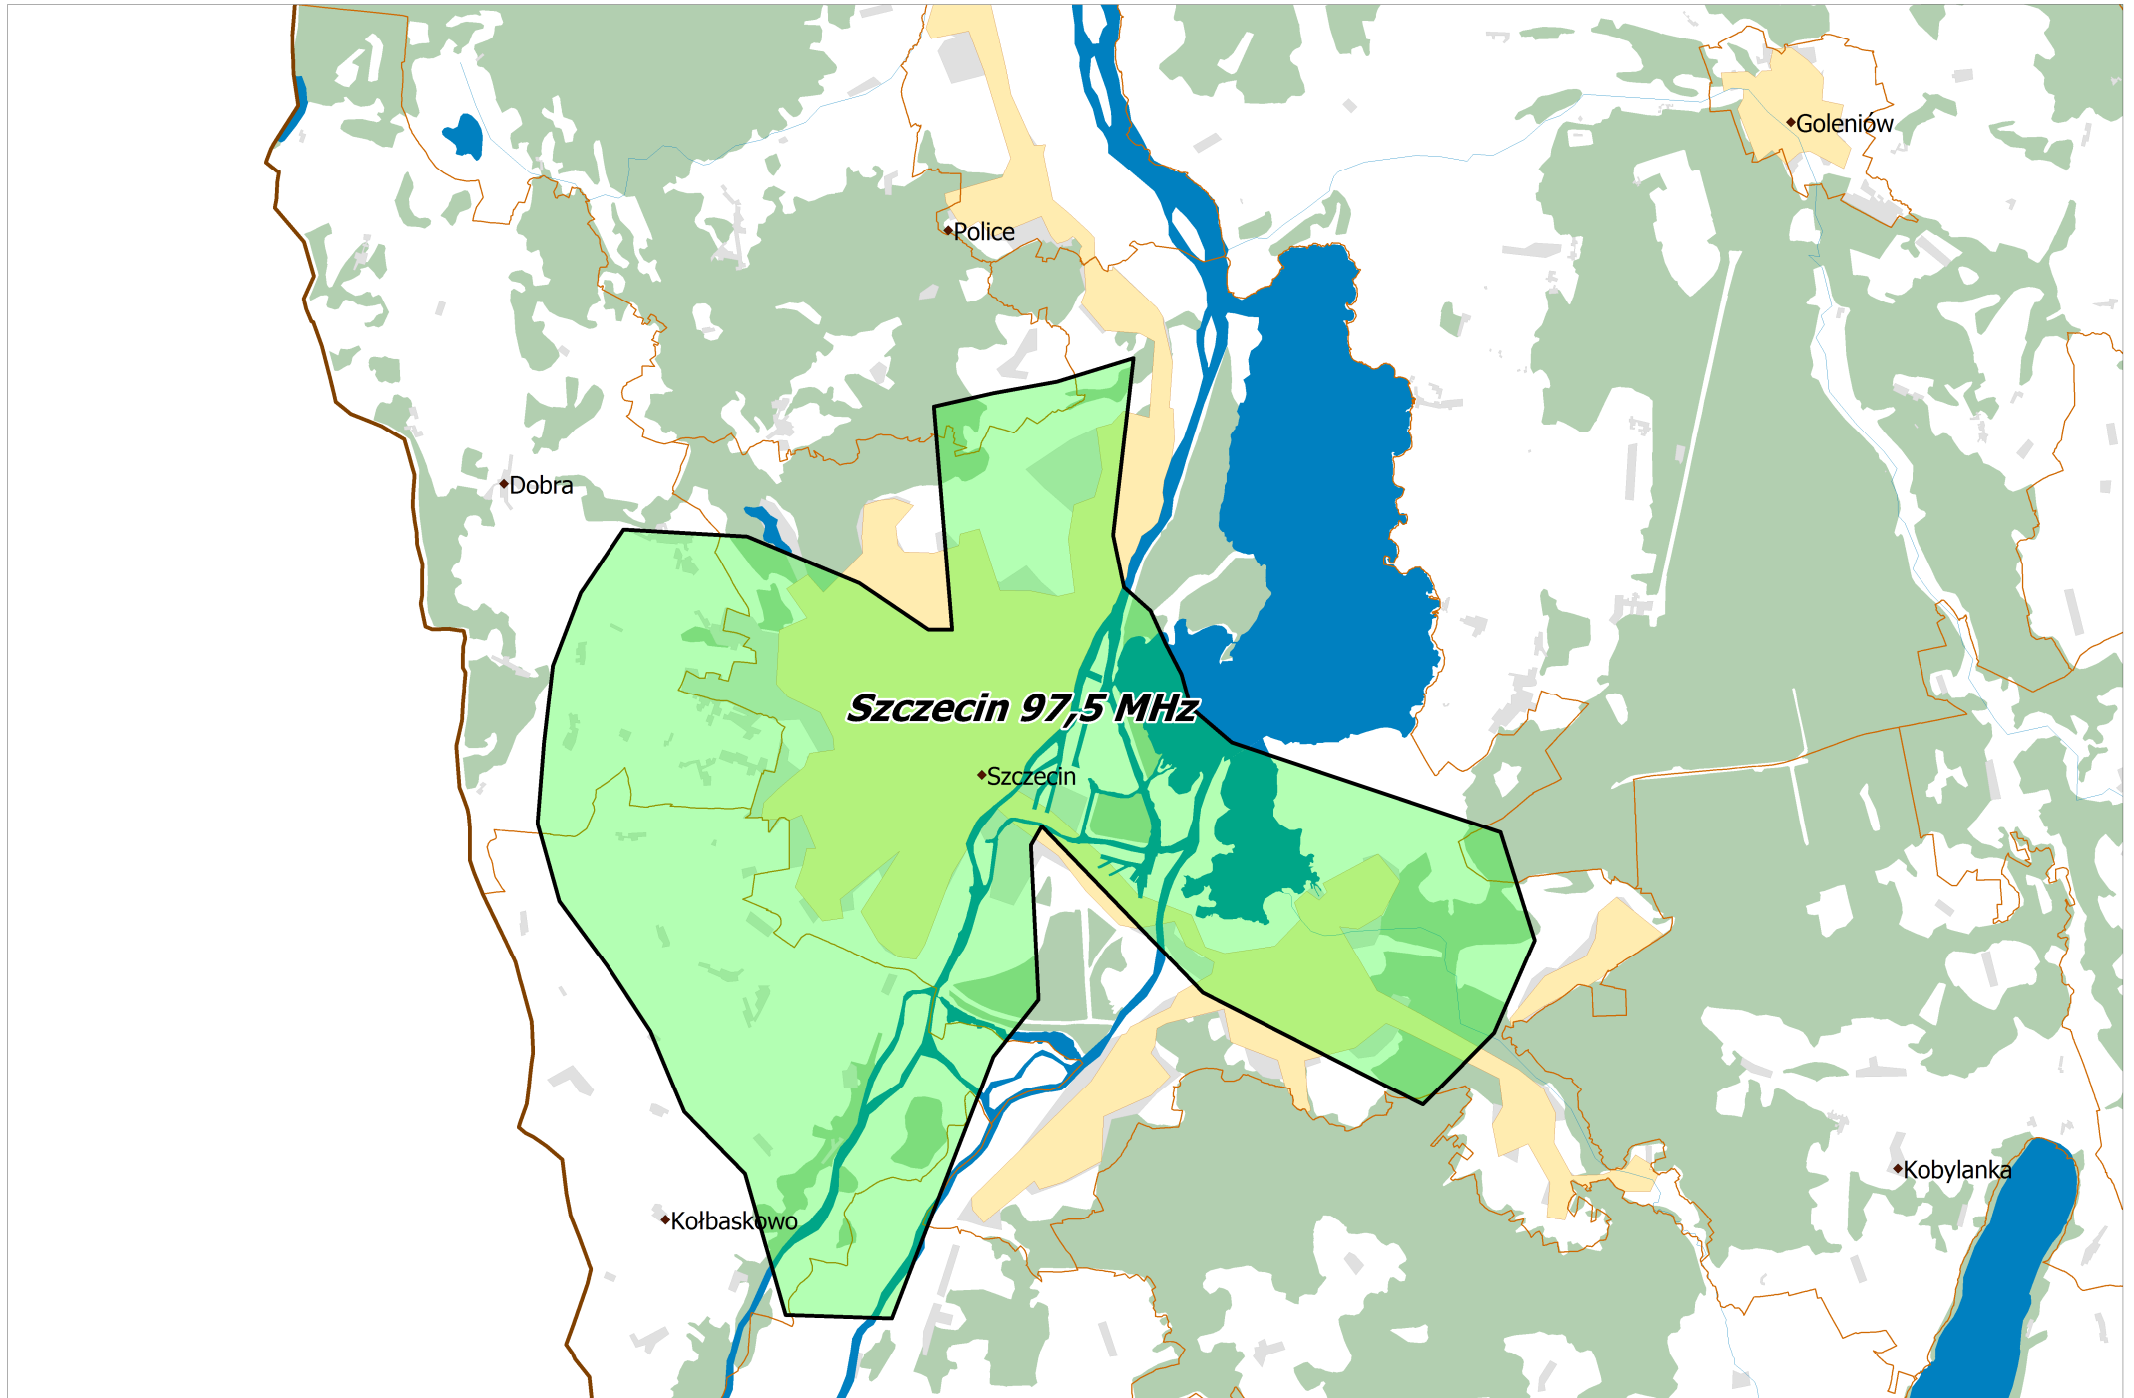 Goleniów
Police
Dobra
Szczecin 97,5 MHz
Szczecin
Kobylanka
Kołbaskowo